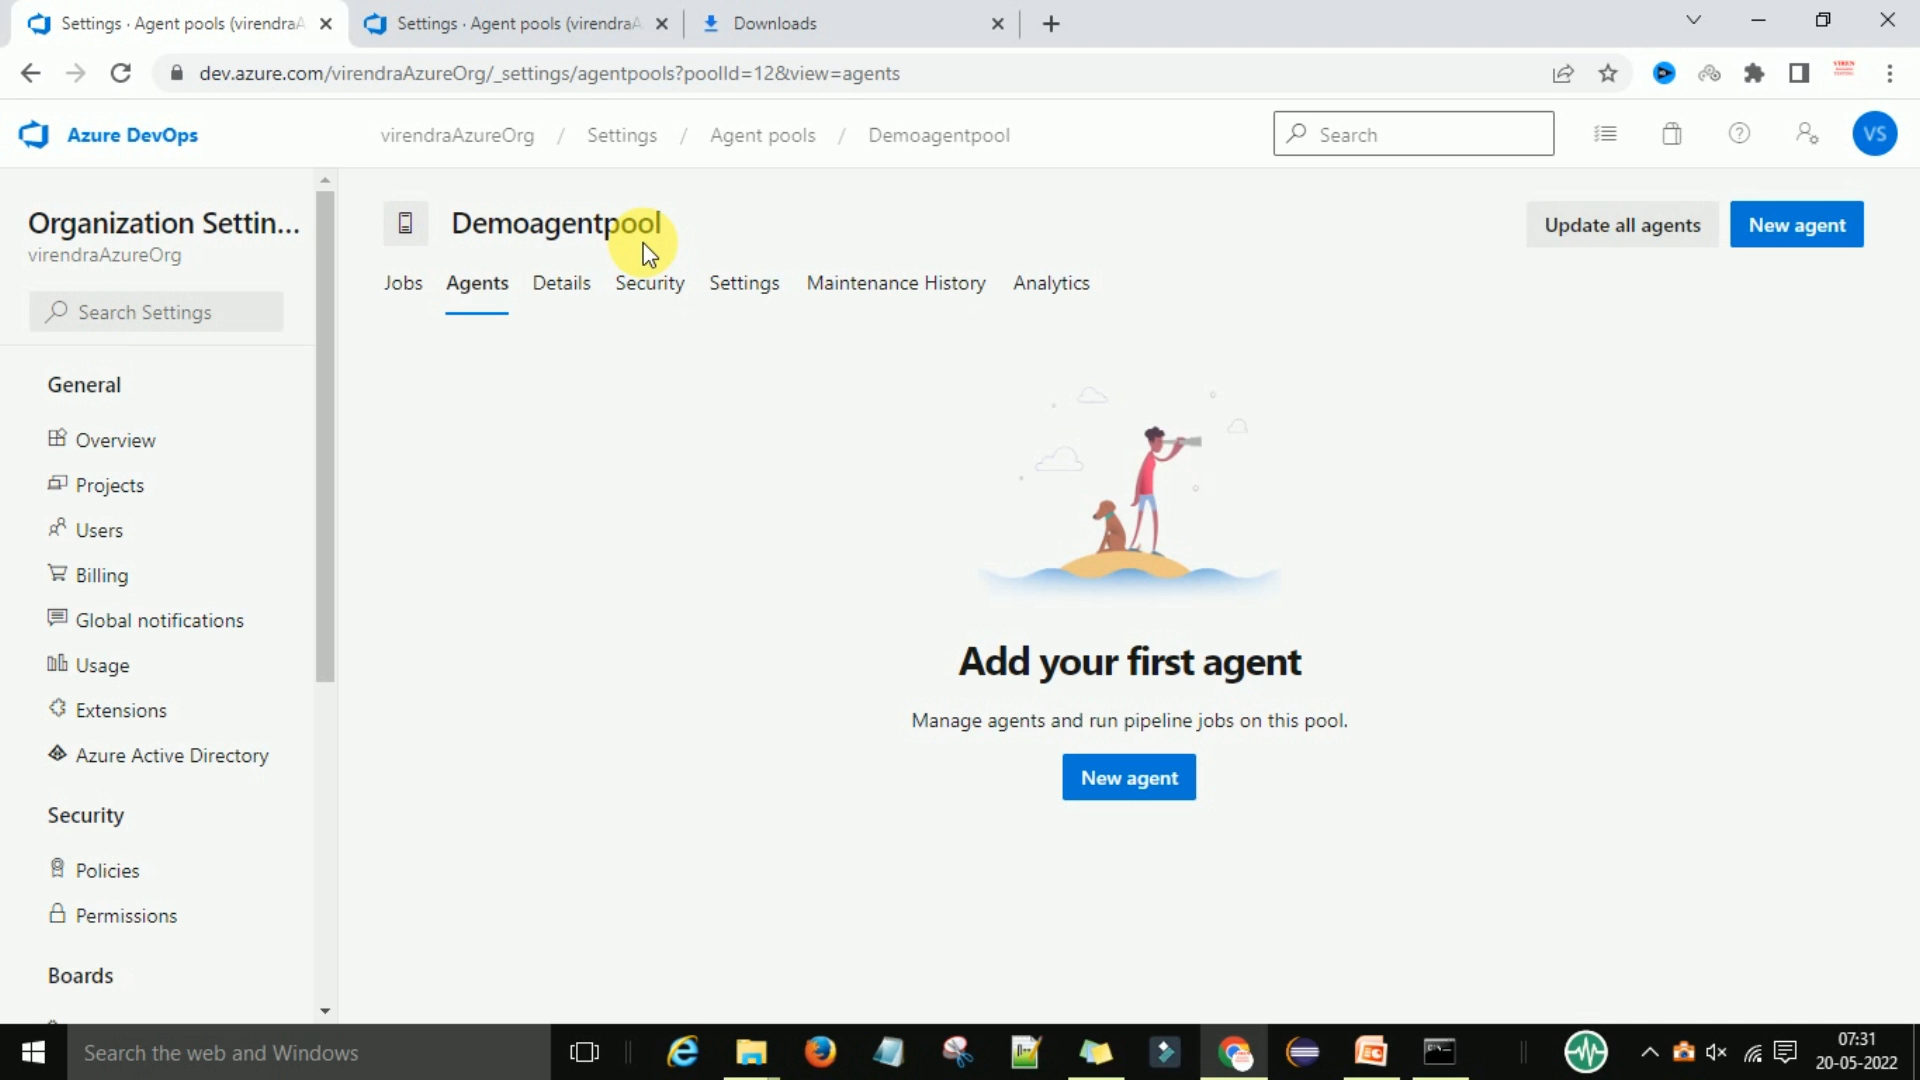 Settings · Agent pools (virendraA
Settings · Agent pools (virendraA
Downloads
dev.azure.com/virendraAzureOrg/_settings/agentpools?poolId=12&view=agents
VIREN
Azure DevOps
virendraAzureOrg / Settings / Agent pools / Demoagentpool
Search
VS
Organization Settin...
virendraAzureOrg
Search Settings
General
Overview
Projects
Users
Billing
Global notifications
Usage
Extensions
Azure Active Directory
Security
Policies
Permissions
Boards
Demoagentpool
Update all agents
New agent
Jobs Agents Details Security Settings Maintenance History Analytics
Add your first agent
Manage agents and run pipeline jobs on this pool.
New agent
Search the web and Windows
07:31
20-05-2022